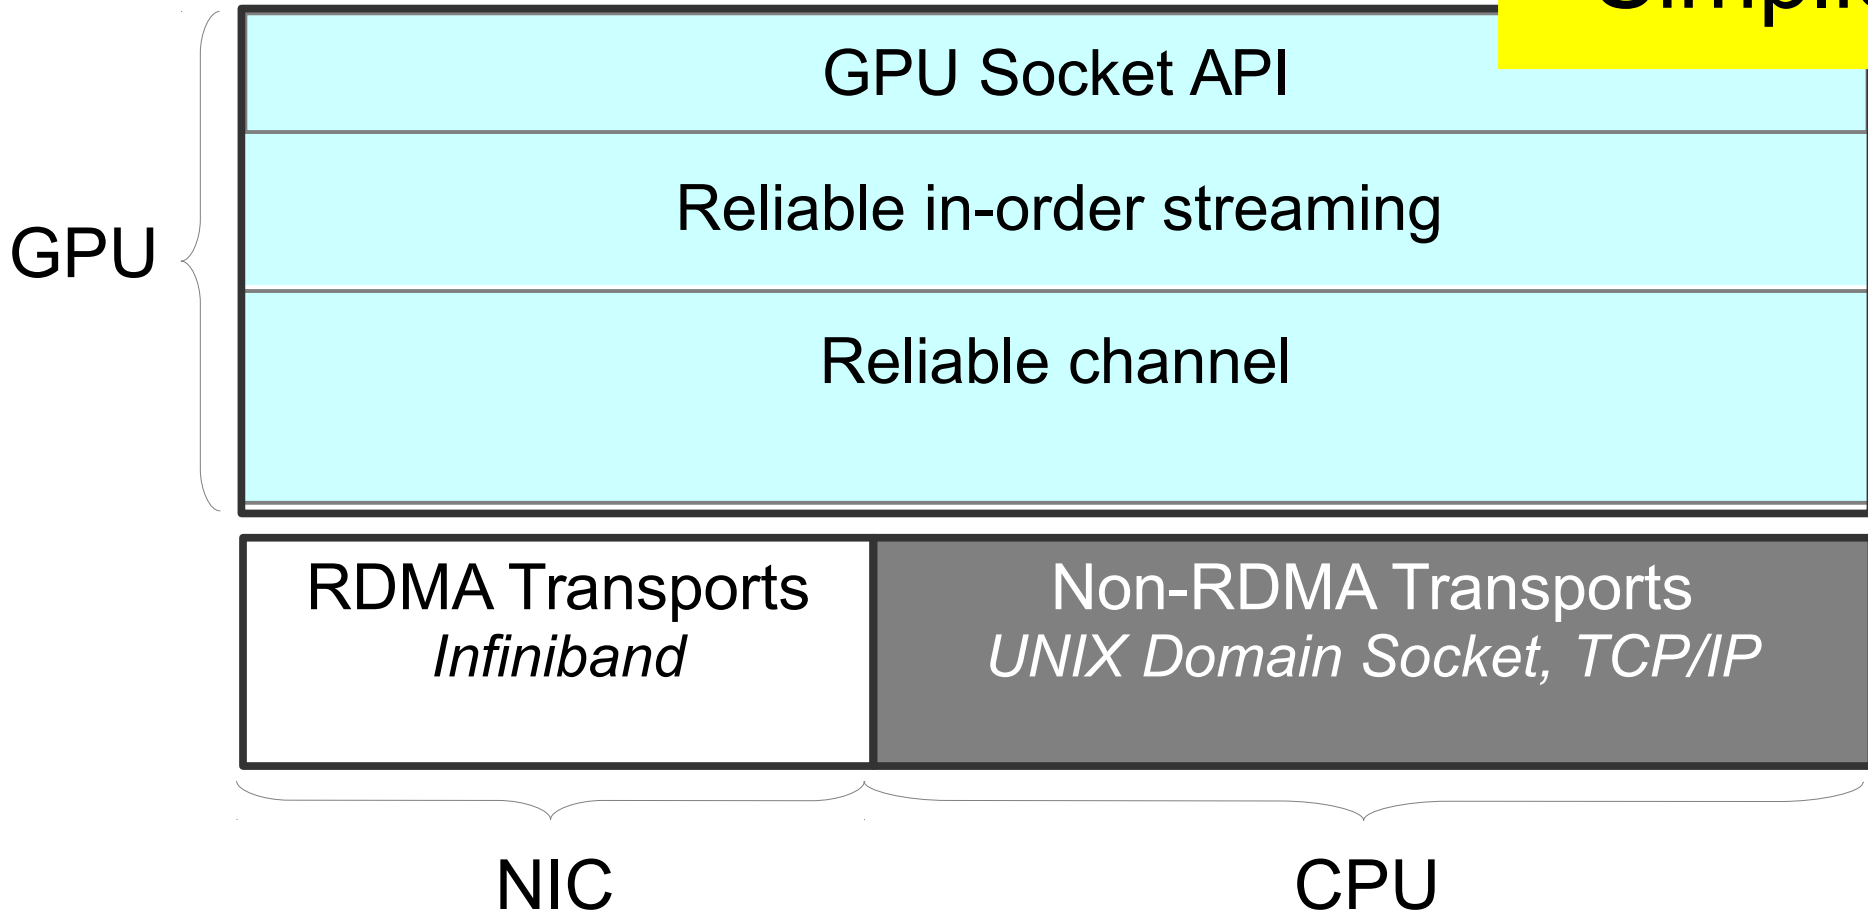 GPU Socket API
Reliable in-order streaming
GPU
Reliable channel
RDMA Transports
Infiniband
Non-RDMA Transports
UNIX Domain Socket, TCP/IP
NIC
CPU